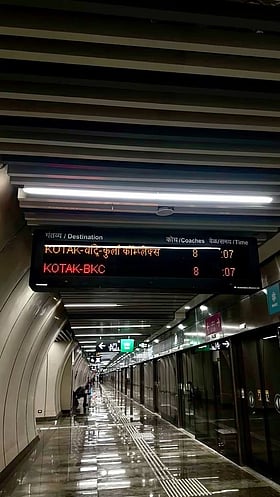 गंतव्य / Destination कोच/Coaches वेळ/समय/Time
KOTAK-वांद्रे-कुर्ला कॉम्प्लेक्स 8 :07
KOTAK-BKC 8 :07